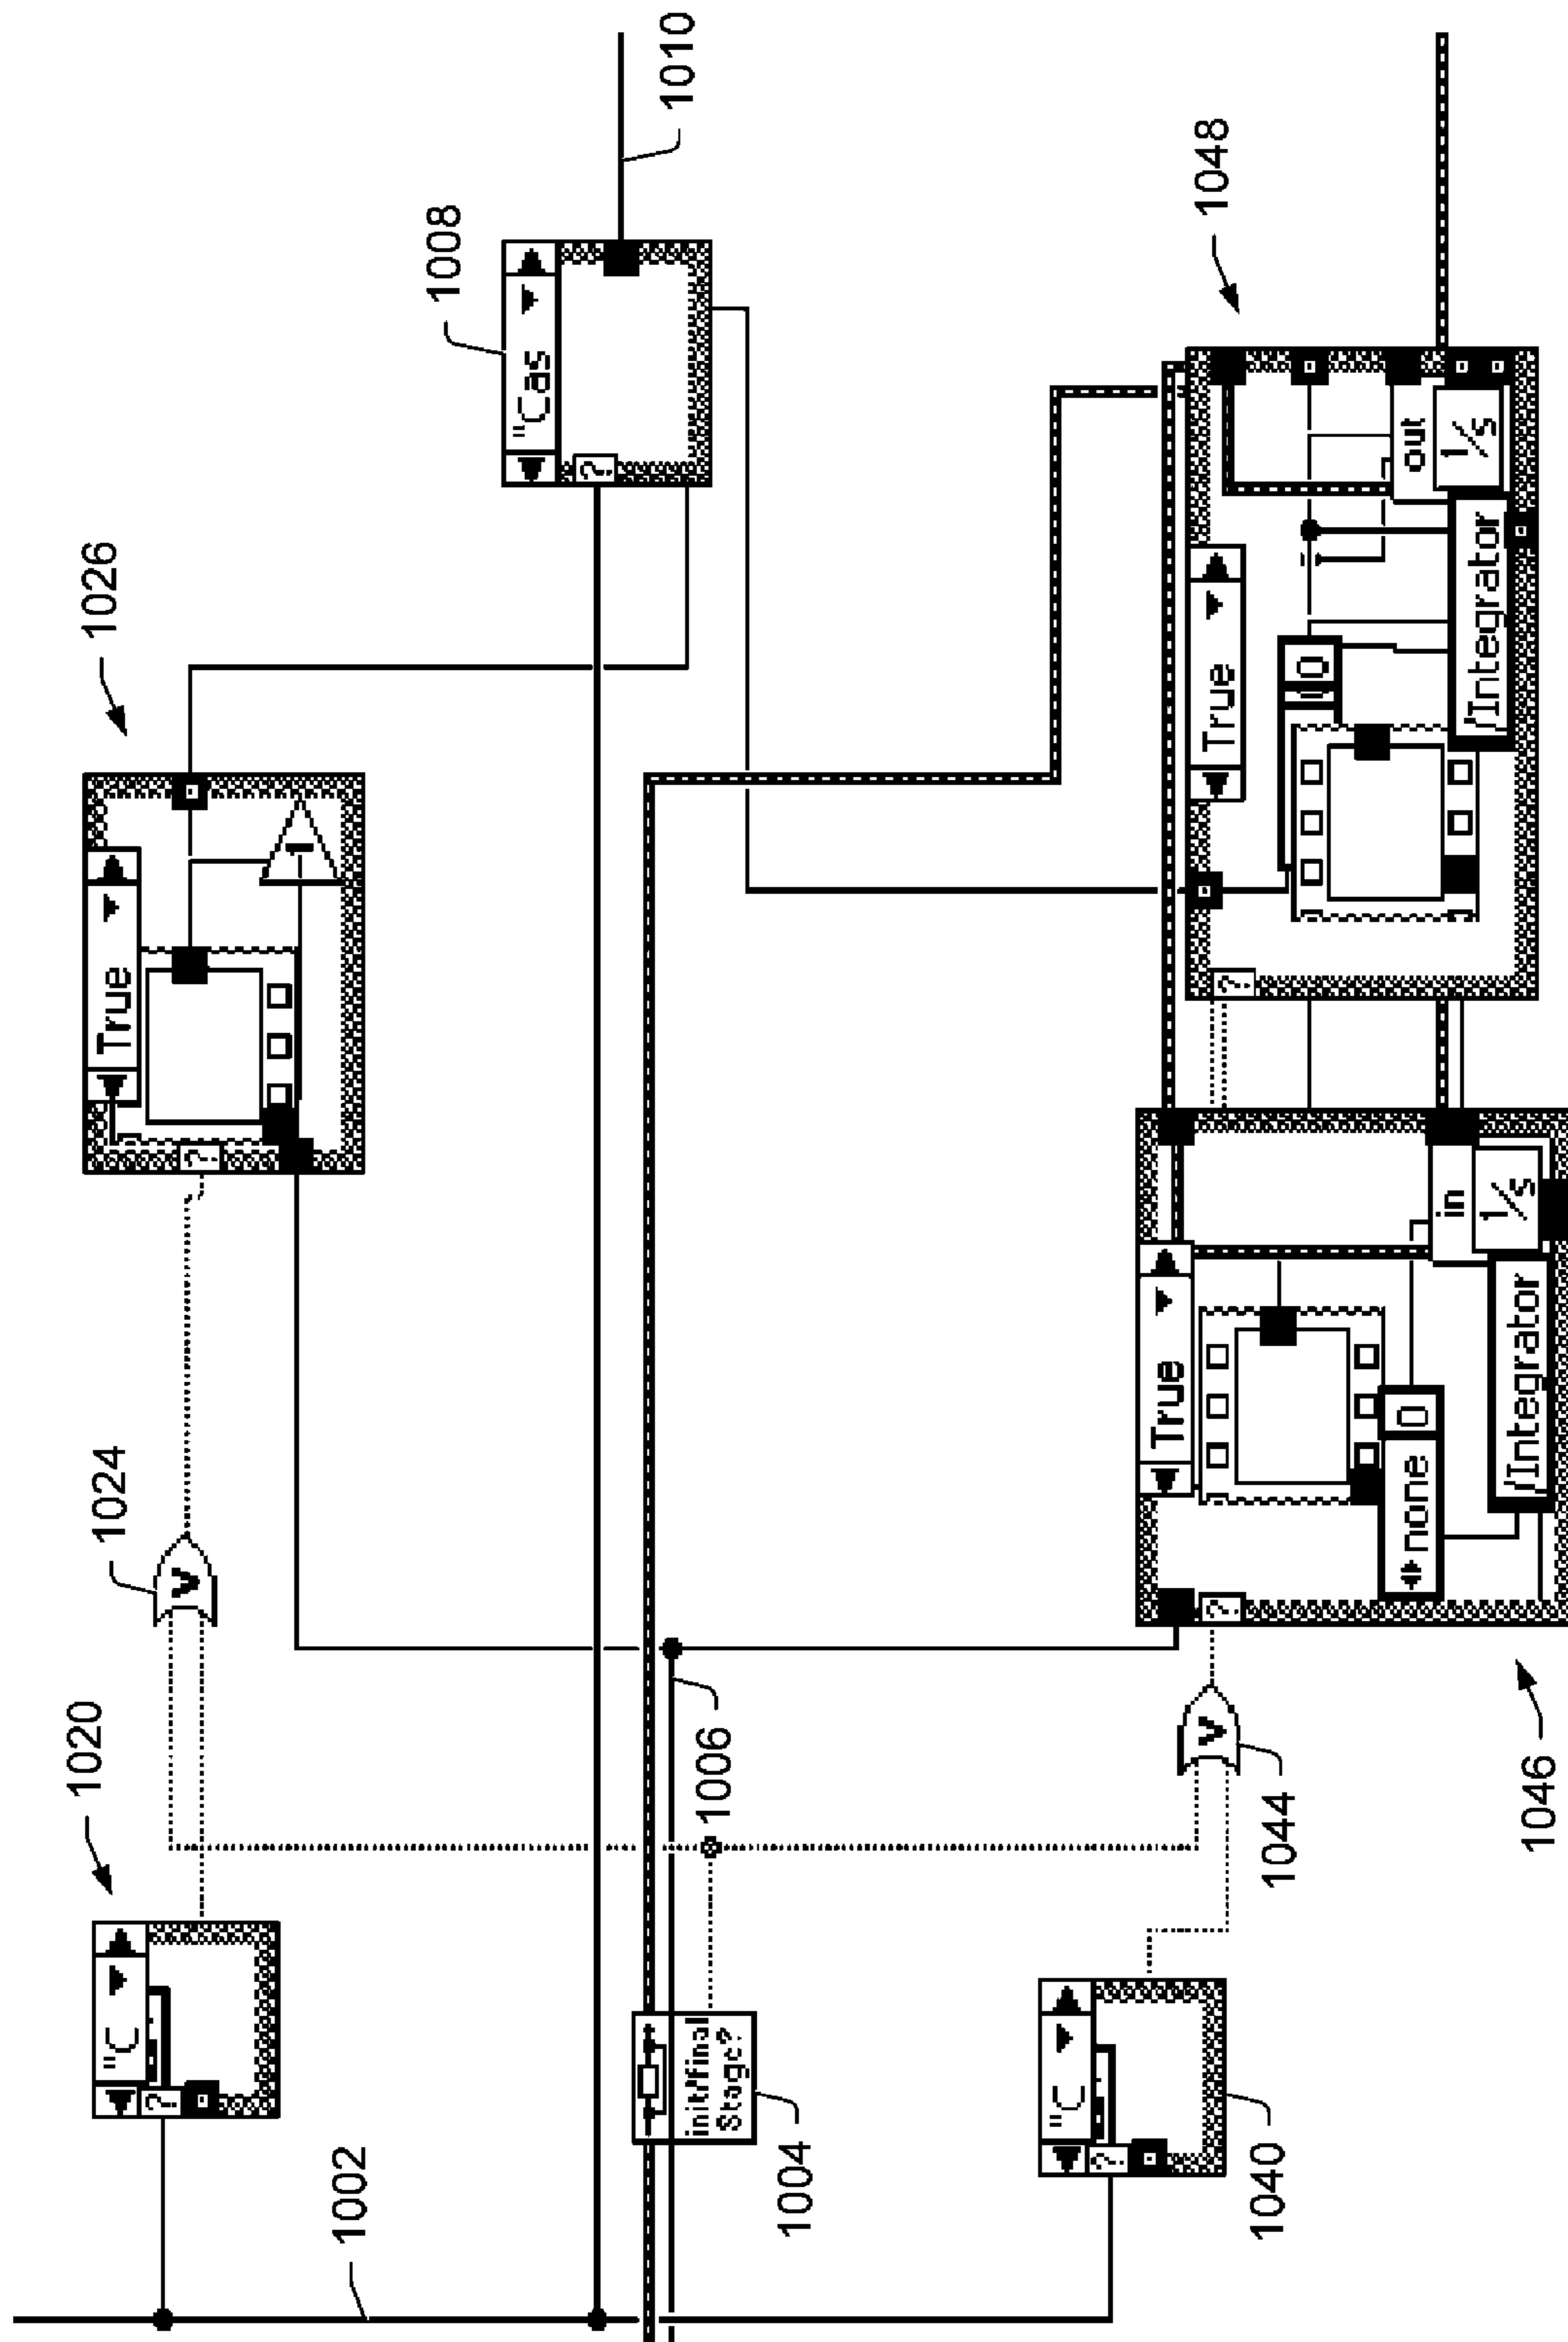 1010
"Cas
1008
1026
True
1048
out
1/s
∫Integrator
True
10
1024
in
1/s
∫Integrator
True
0
none
1020
1006
1044
1046
"C
?
init/final
Stage?
1004
"C
?
1040
1002
?
?
?
?
V
V